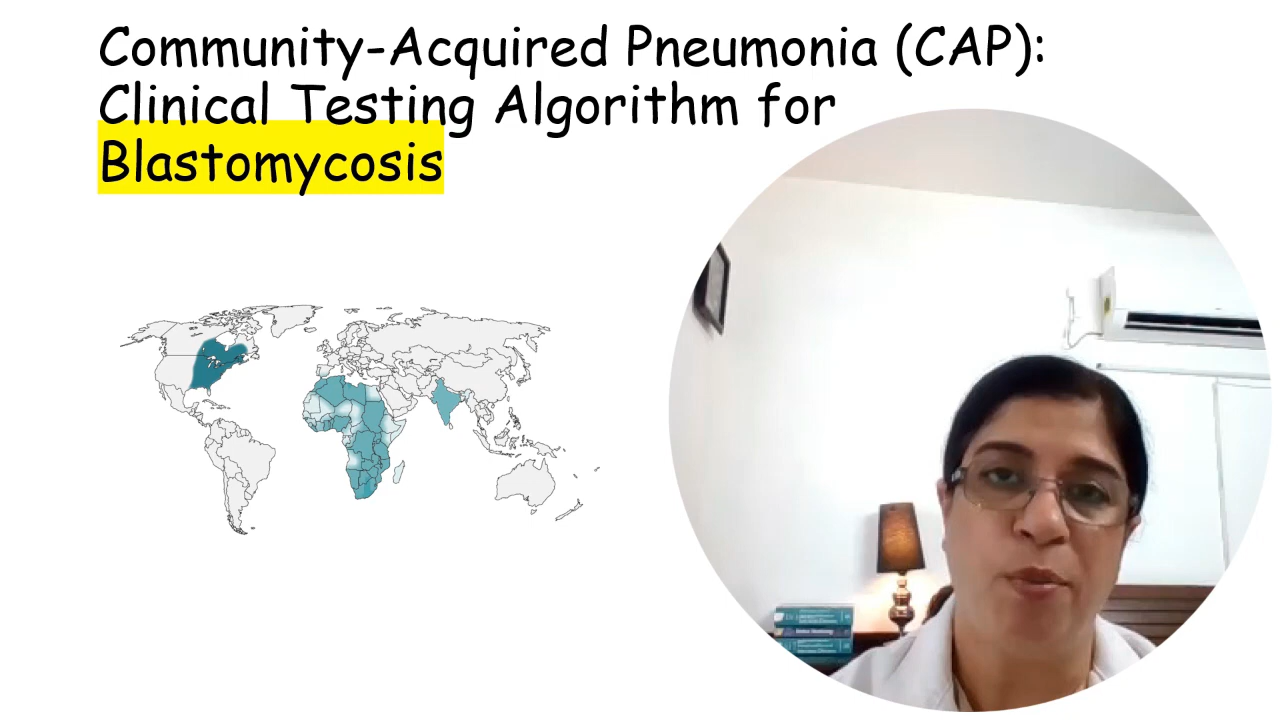 Community-Acquired Pneumonia (CAP):
Clinical Testing Algorithm for
Blastomycosis